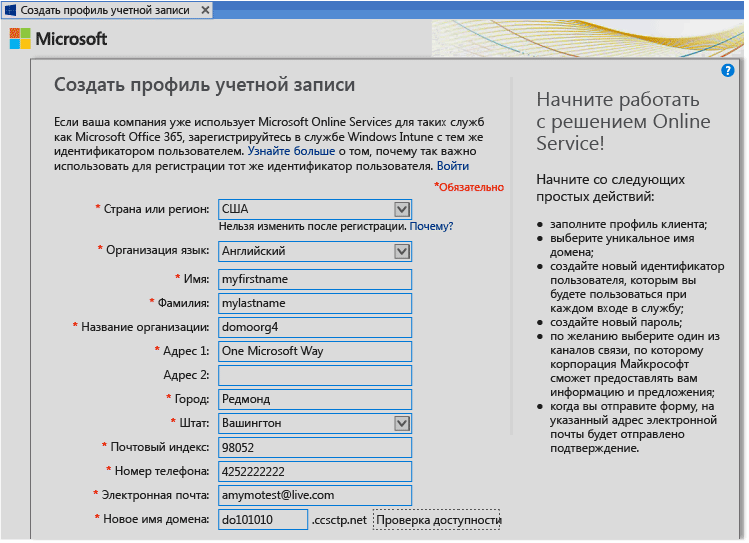 Создать профиль учетной записи
Microsoft
Создать профиль учетной записи
Если ваша компания уже использует Microsoft Online Services для таких служб
как Microsoft Office 365, зарегистрируйтесь в службе Windows Intune с тем же
идентификатором пользователем. Узнайте больше о том, почему так важно
использовать для регистрации тот же идентификатор пользователя. Войти
*Обязательно
* Страна или регион: США
Нельзя изменить после регистрации. Почему?
* Организация язык: Английский
* Имя: myfirstname
* Фамилия: mylastname
* Название организации: domoorg4
* Адрес 1: One Microsoft Way
Адрес 2:
* Город: Редмонд
* Штат: Вашингтон
* Почтовый индекс: 98052
* Номер телефона: 4252222222
* Электронная почта: amymotest@live.com
* Новое имя домена: do101010 .ccsctp.net Проверка доступности
?
Начните работать
с решением Online
Service!
Начните со следующих
простых действий:
● заполните профиль клиента;
● выберите уникальное имя
домена;
● создайте новый идентификатор
пользователя, которым вы
будете пользоваться при
каждом входе в службу;
● создайте новый пароль;
● по желанию выберите один из
каналов связи, по которому
корпорация Майкрософт
сможет предоставлять вам
информацию и предложения;
● когда вы отправите форму, на
указанный адрес электронной
почты будет отправлено
подтверждение.